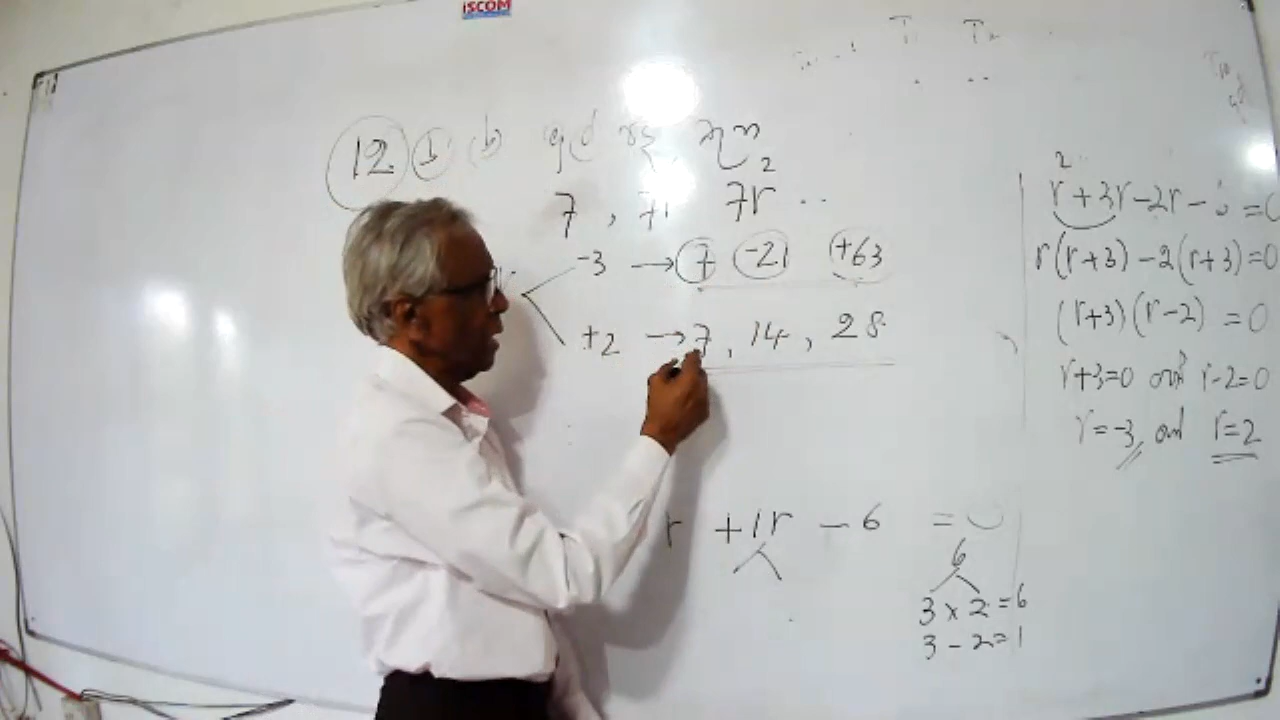 iSCOM
12 b (b මුල් පද තුන
7 , 7r 7r² ..
-3 → 7 -21 +63
+2 → 7, 14, 28
r +1r - 6 = 0
6
3 x 2 = 6
3 - 2 = 1
r² + 3r - 2r - 6 = 0
r(r+3) - 2(r+3) = 0
(r+3)(r-2) = 0
r+3=0 and r-2=0
r=-3, and r=2